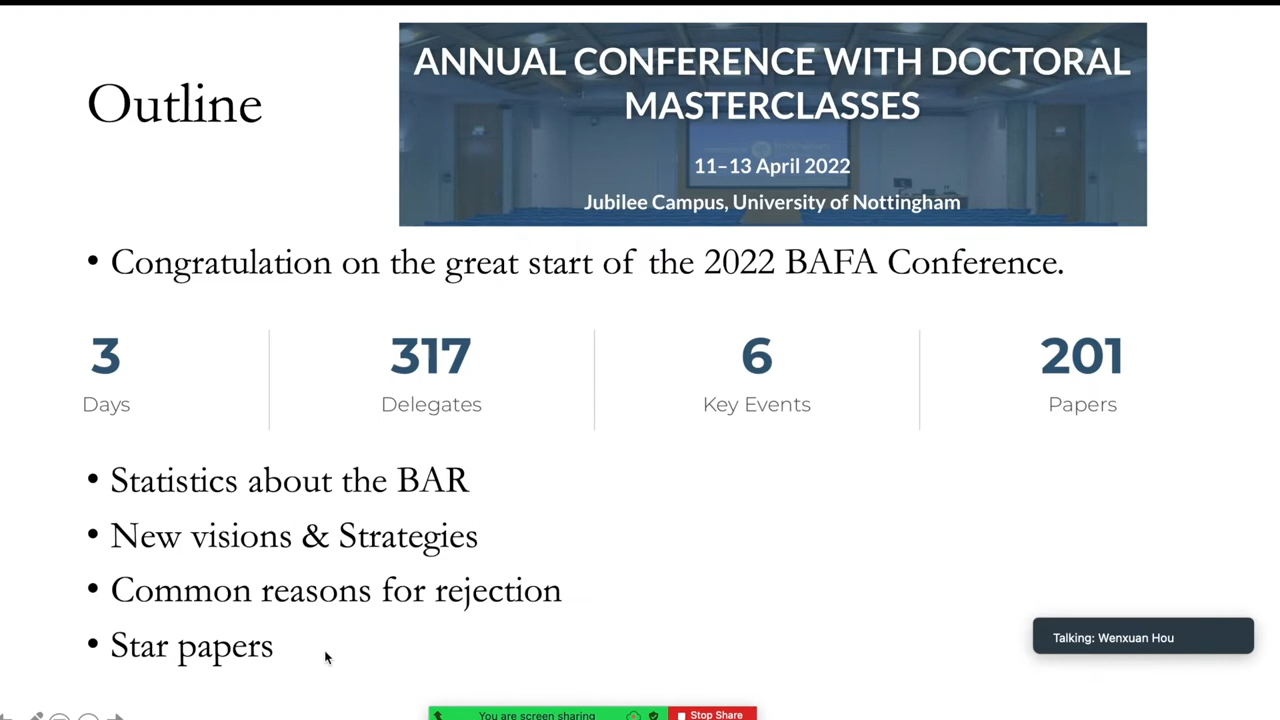 Outline
ANNUAL CONFERENCE WITH DOCTORAL
MASTERCLASSES
11–13 April 2022
Jubilee Campus, University of Nottingham
• Congratulation on the great start of the 2022 BAFA Conference.
3
Days
317
Delegates
6
Key Events
201
Papers
• Statistics about the BAR
• New visions & Strategies
• Common reasons for rejection
• Star papers
Talking: Wenxuan Hou
You are screen sharing
Stop Share